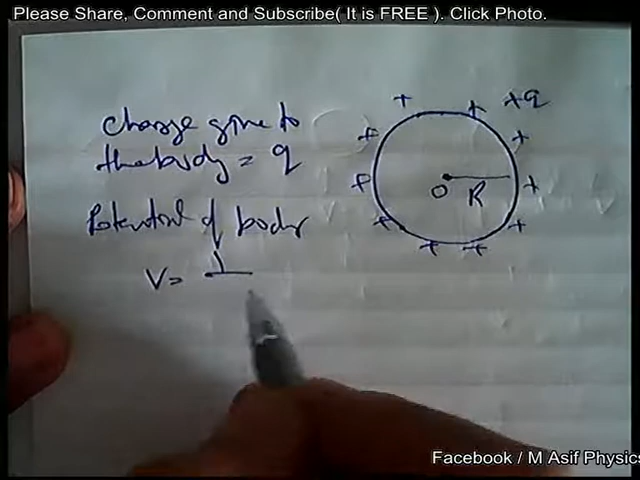 Please Share, Comment and Subscribe( It is FREE ). Click Photo.
charge give to
the body = q
Potential of body
V= 1
+ + +q
+ +
+ +
O R
+ +
+ +
Facebook / M Asif Physics